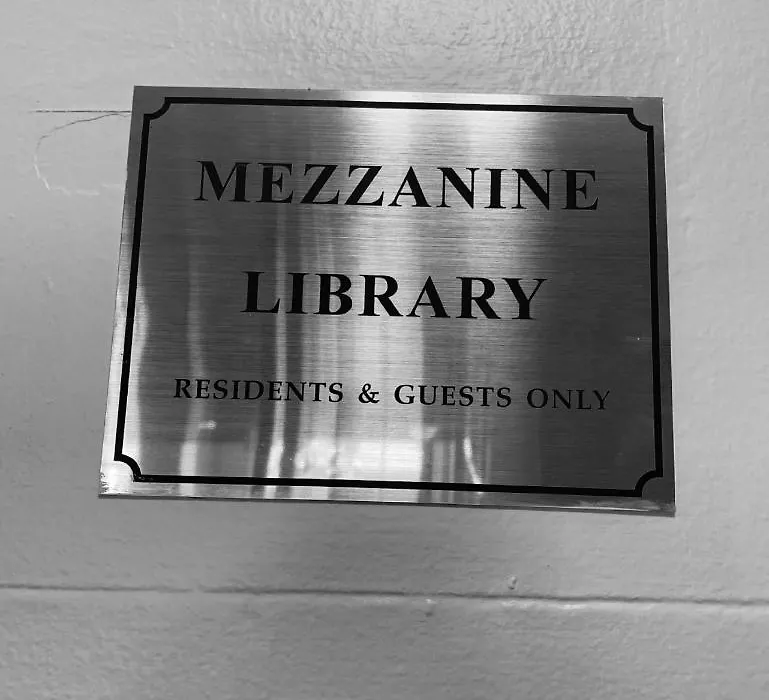 MEZZANINE
LIBRARY
RESIDENTS & GUESTS ONLY